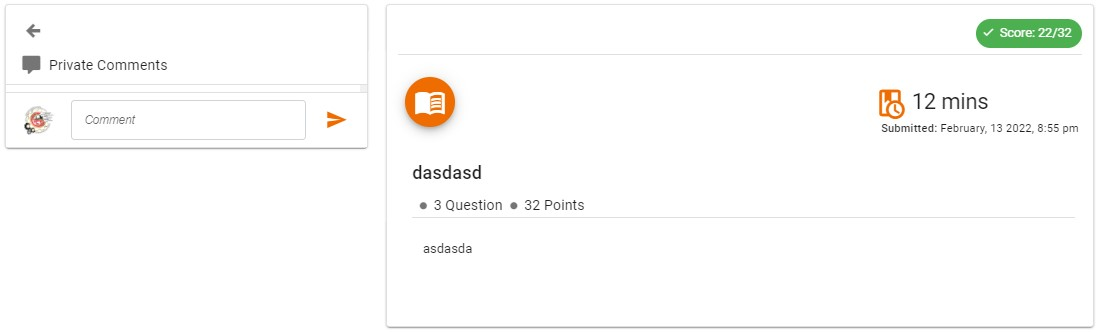 Private Comments
Comment
Score: 22/32
12 mins
Submitted: February, 13 2022, 8:55 pm
dasdasd
3 Question 32 Points
asdasda